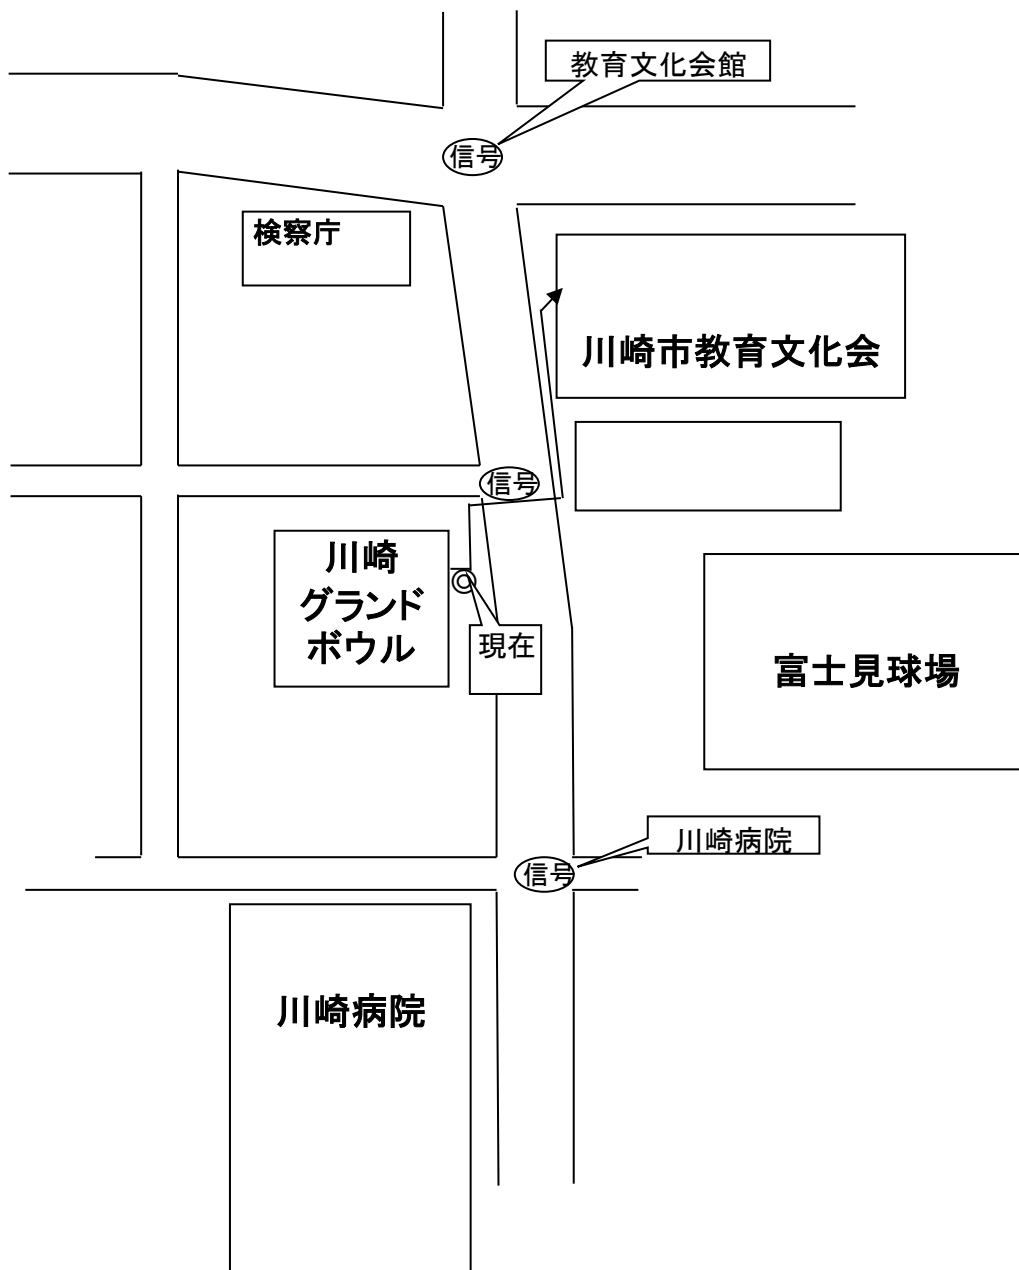 教育文化会館
信号
検察庁
川崎市教育文化会
信号
川崎
グランド
ボウル
現在
富士見球場
川崎病院
信号
川崎病院